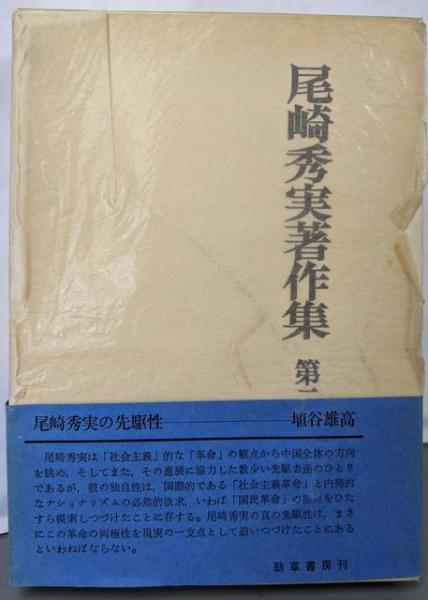 尾崎秀実著作集
第
尾崎秀実の先駆性――埴谷雄高
尾崎秀実は「社会主義」的な「革命」の観点から中国全体の方向
を眺め、そしてまた、その進展に協力した数少い先駆者達のひとり
であるが、彼の独自性は、国際的である「社会主義革命」と内発的
なナショナリズムの必然的欲求、いわば「国民革命」の接点をひた
すら模索しつづけたことに存する。尾崎秀実の真の先駆性は、まさ
にこの革命の両極性を現実の一支点として追いつづけたことにある
といわねばならない。
勁草書房刊